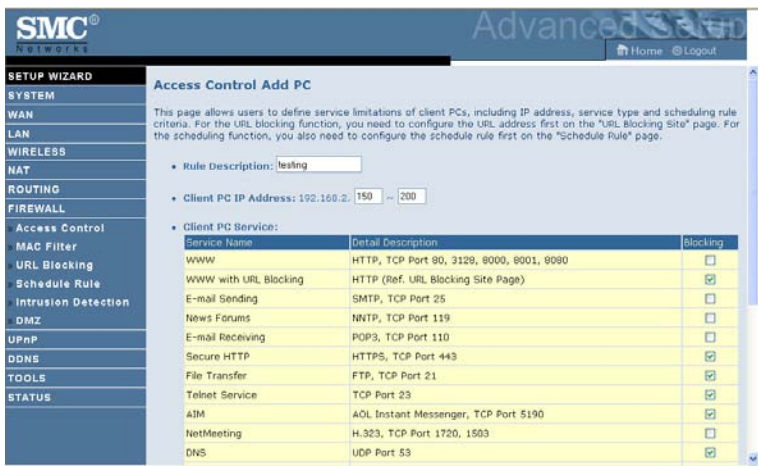 SMC®
Networks
Advanced Setup
Home Logout
SETUP WIZARD
SYSTEM
WAN
LAN
WIRELESS
NAT
ROUTING
FIREWALL
» Access Control
» MAC Filter
» URL Blocking
» Schedule Rule
» Intrusion Detection
» DMZ
UPnP
DDNS
TOOLS
STATUS
Access Control Add PC
This page allows users to define service limitations of client PCs, including IP address, service type and scheduling rule
criteria. For the URL blocking function, you need to configure the URL address first on the "URL Blocking Site" page. For
the scheduling function, you also need to configure the schedule rule first on the "Schedule Rule" page.
• Rule Description: testing
• Client PC IP Address: 192.168.2. 150 ~ 200
• Client PC Service:
Service Name Detail Description Blocking
WWW HTTP, TCP Port 80, 3128, 8000, 8001, 8080
WWW with URL Blocking HTTP (Ref. URL Blocking Site Page)
E-mail Sending SMTP, TCP Port 25
News Forums NNTP, TCP Port 119
E-mail Receiving POP3, TCP Port 110
Secure HTTP HTTPS, TCP Port 443
File Transfer FTP, TCP Port 21
Telnet Service TCP Port 23
AIM AOL Instant Messenger, TCP Port 5190
NetMeeting H.323, TCP Port 1720, 1503
DNS UDP Port 53